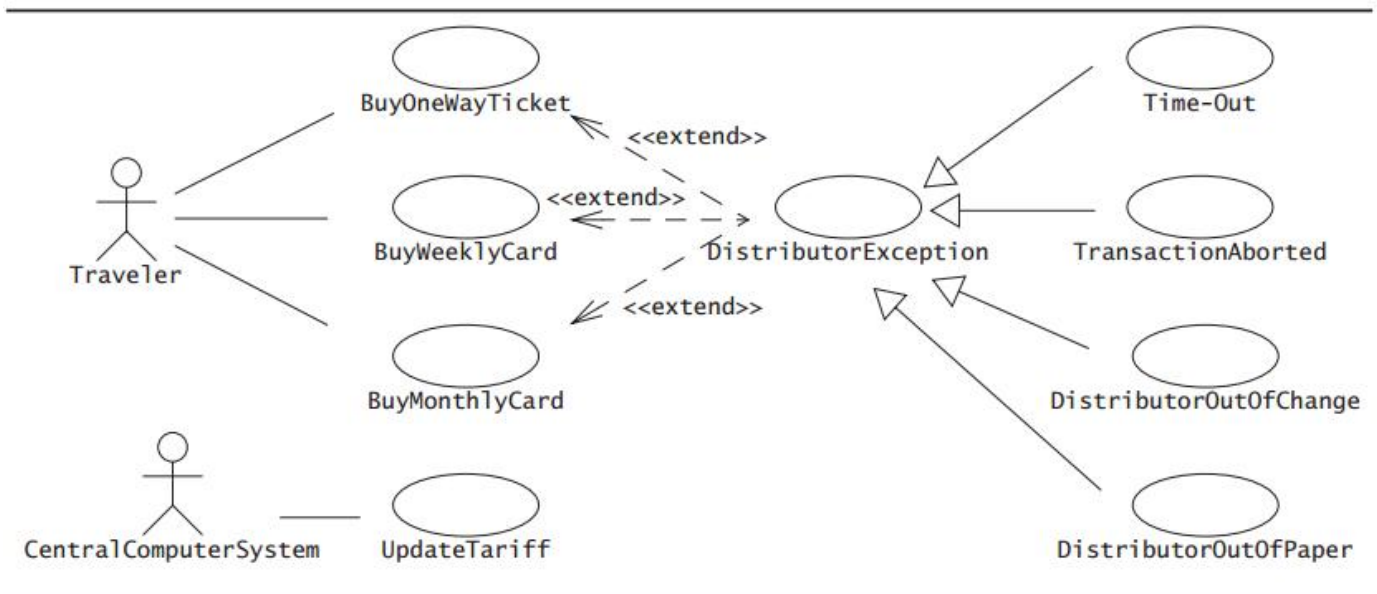 BuyOneWayTicket
Time-Out
<<extend>>
<<extend>>
Traveler
BuyWeeklyCard
DistributorException
TransactionAborted
<<extend>>
BuyMonthlyCard
DistributorOutOfChange
CentralComputerSystem
UpdateTariff
DistributorOutOfPaper